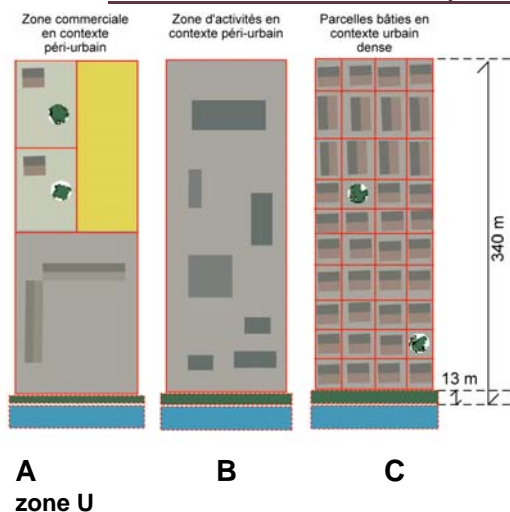 Zone commerciale
en contexte
péri-urbain
Zone d'activités en
contexte péri-urbain
Parcelles bâties en
contexte urbain
dense
340 m
13 m
A
B
C
zone U